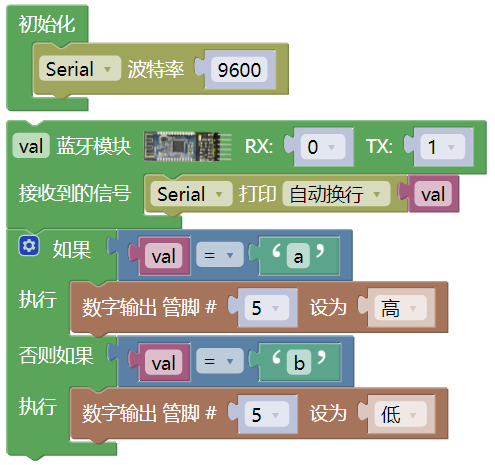 初始化
Serial 波特率 9600
val 蓝牙模块 RX: 0 TX: 1
接收到的信号 Serial 打印 自动换行 val
如果 val = ‘ a ’
执行 数字输出 管脚 # 5 设为 高
否则如果 val = ‘ b ’
执行 数字输出 管脚 # 5 设为 低